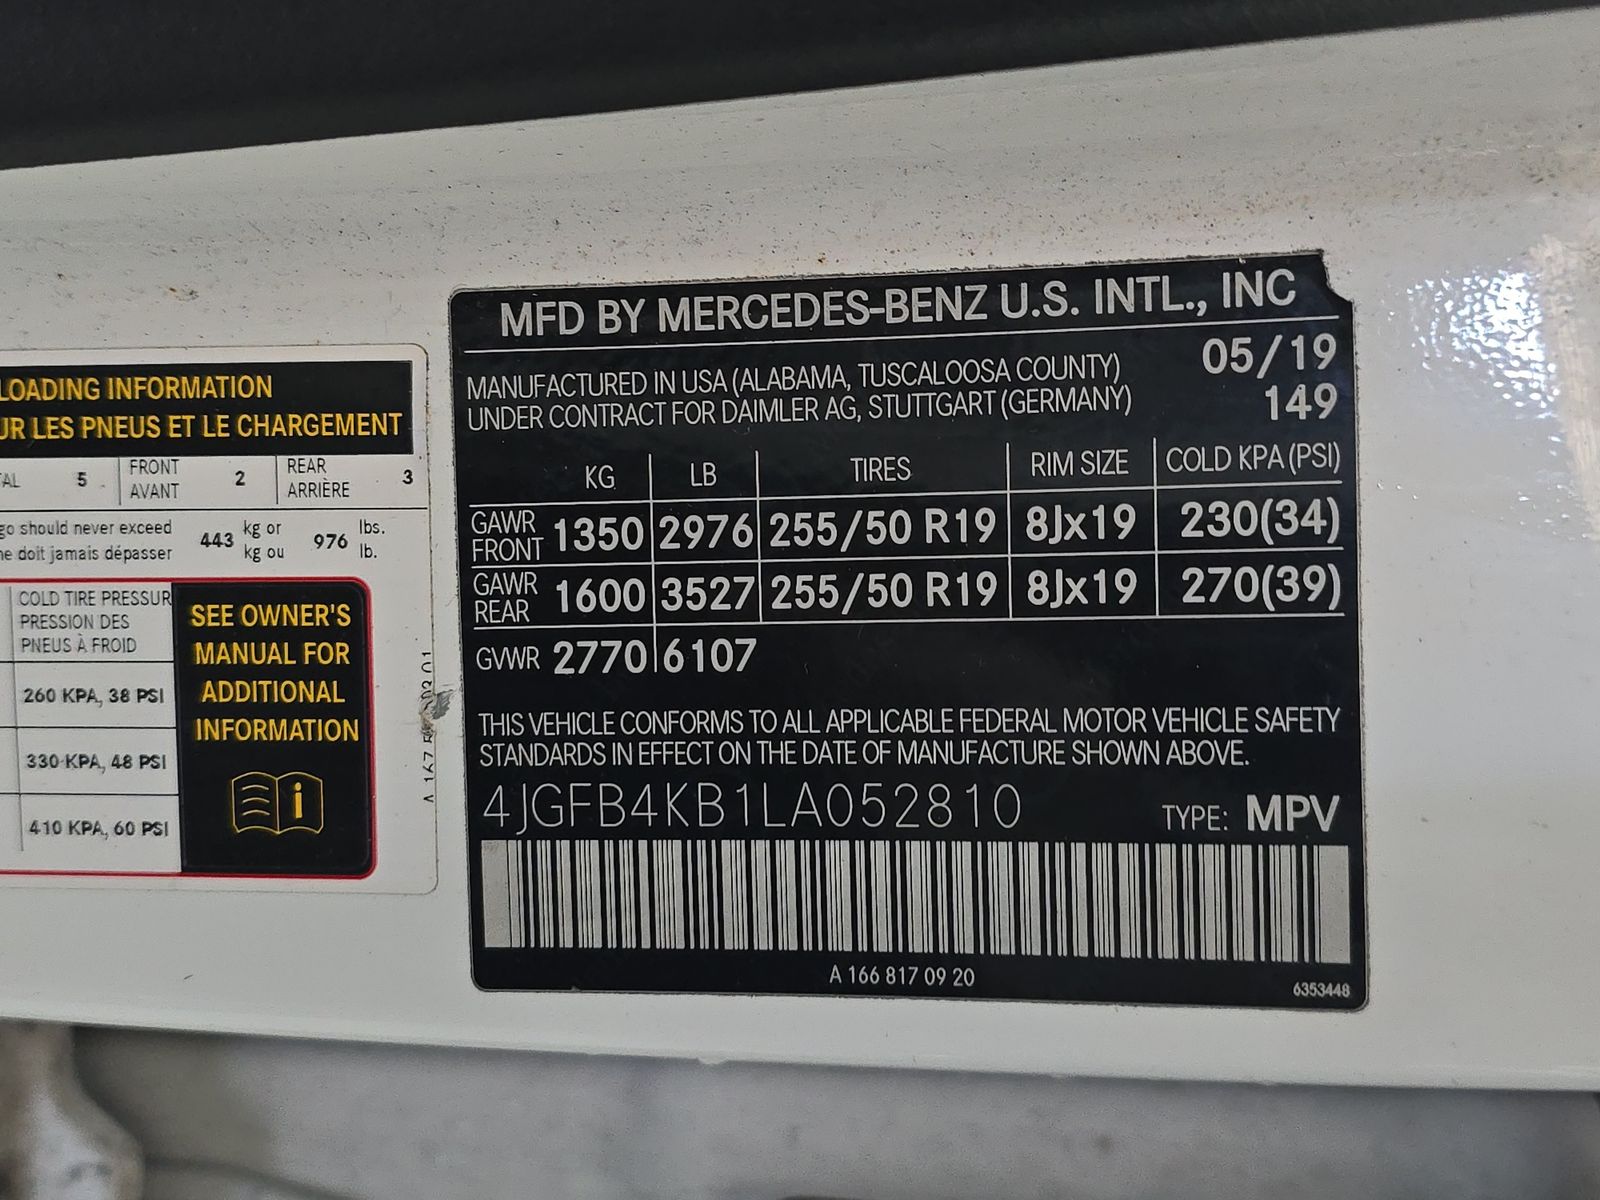 LOADING INFORMATION
UR LES PNEUS ET LE CHARGEMENT
AL 5 FRONT AVANT 2 REAR ARRIÈRE 3
go should never exceed 443 kg or 976 lbs.
ne doit jamais dépasser kg ou lb.
COLD TIRE PRESSUR
PRESSION DES
PNEUS À FROID
260 KPA, 38 PSI
330 KPA, 48 PSI
410 KPA, 60 PSI
SEE OWNER'S
MANUAL FOR
ADDITIONAL
INFORMATION
MFD BY MERCEDES-BENZ U.S. INTL., INC
05/19
MANUFACTURED IN USA (ALABAMA, TUSCALOOSA COUNTY)
UNDER CONTRACT FOR DAIMLER AG, STUTTGART (GERMANY) 149
KG LB TIRES RIM SIZE COLD KPA (PSI)
GAWR FRONT 1350 2976 255/50 R19 8Jx19 230(34)
GAWR REAR 1600 3527 255/50 R19 8Jx19 270(39)
GVWR 2770 6107
THIS VEHICLE CONFORMS TO ALL APPLICABLE FEDERAL MOTOR VEHICLE SAFETY
STANDARDS IN EFFECT ON THE DATE OF MANUFACTURE SHOWN ABOVE.
4JGFB4KB1LA052810 TYPE: MPV
A 166 817 09 20
6353448